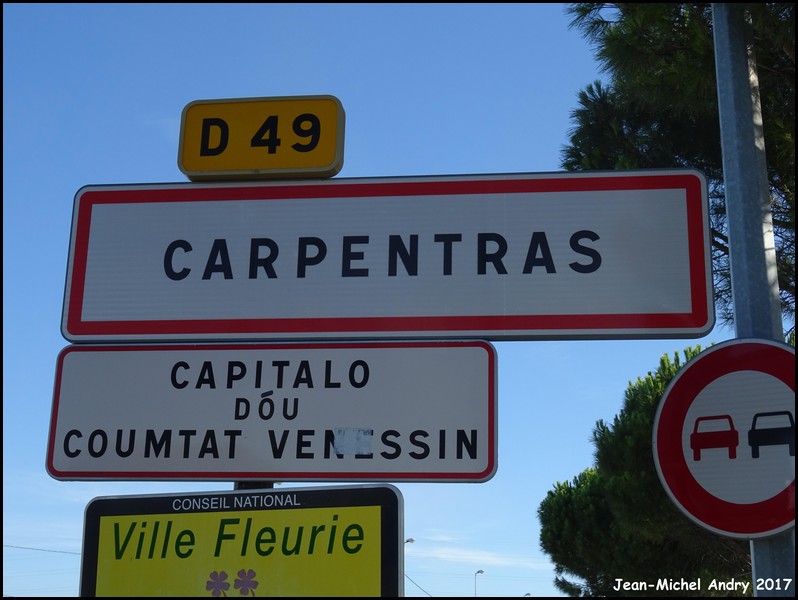 D 49
CARPENTRAS
CAPITALO
DÓU
COUMTAT VENESSIN
CONSEIL NATIONAL
Ville Fleurie
Jean-Michel Andry 2017